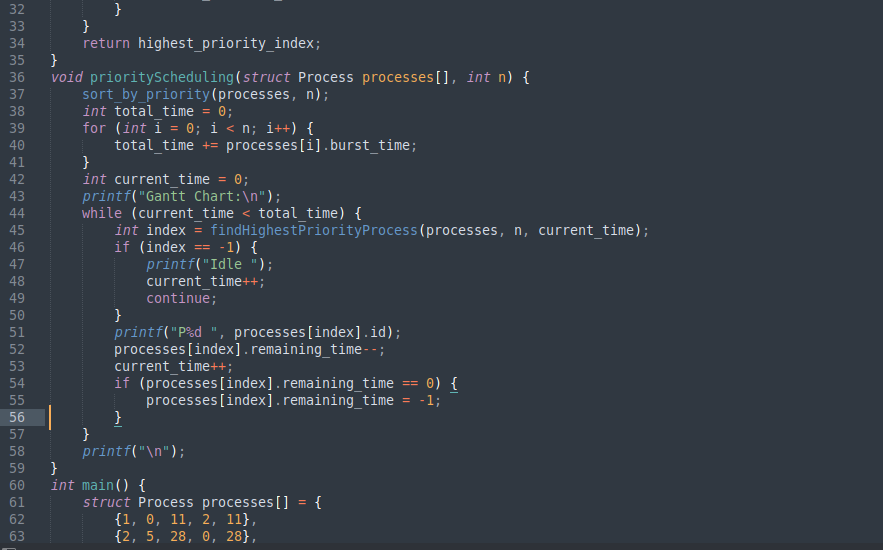 32 }
33 }
34 return highest_priority_index;
35 }
36 void priorityScheduling(struct Process processes[], int n) {
37 sort_by_priority(processes, n);
38 int total_time = 0;
39 for (int i = 0; i < n; i++) {
40 total_time += processes[i].burst_time;
41 }
42 int current_time = 0;
43 printf("Gantt Chart:\n");
44 while (current_time < total_time) {
45 int index = findHighestPriorityProcess(processes, n, current_time);
46 if (index == -1) {
47 printf("Idle ");
48 current_time++;
49 continue;
50 }
51 printf("P%d ", processes[index].id);
52 processes[index].remaining_time--;
53 current_time++;
54 if (processes[index].remaining_time == 0) {
55 processes[index].remaining_time = -1;
56 }
57 }
58 printf("\n");
59 }
60 int main() {
61 struct Process processes[] = {
62 {1, 0, 11, 2, 11},
63 {2, 5, 28, 0, 28},